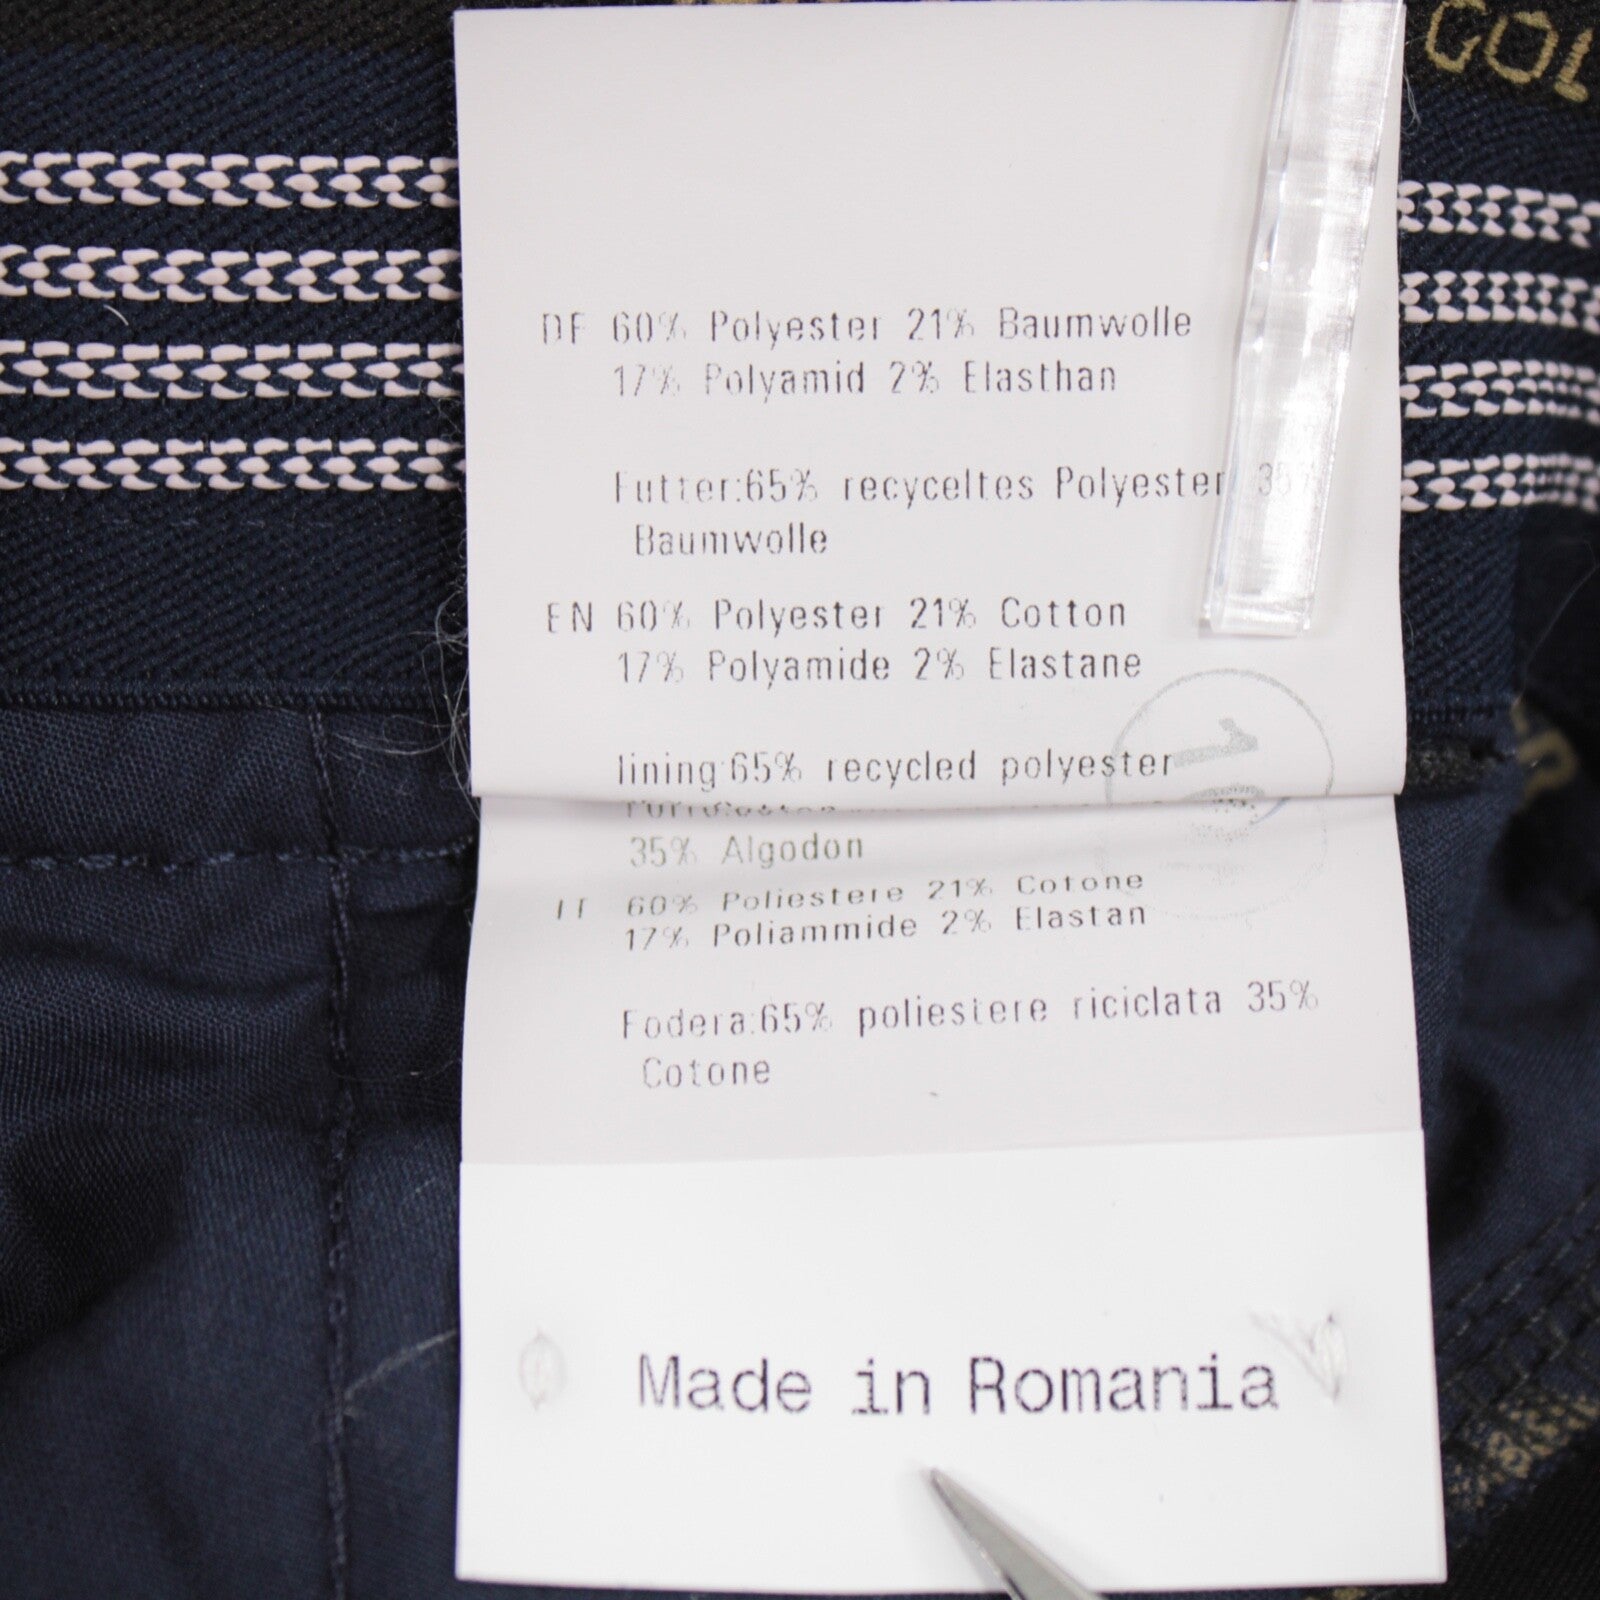 GOL
DE 60% Polyester 21% Baumwolle
17% Polyamid 2% Elasthan
Futter:65% recyceltes Polyester 35%
Baumwolle
EN 60% Polyester 21% Cotton
17% Polyamide 2% Elastane
lining:65% recycled polyester
35% Algodon
IT 60% Poliestere 21% Cotone
17% Poliammide 2% Elastan
Fodera:65% poliestere riciclata 35%
Cotone
Made in Romania